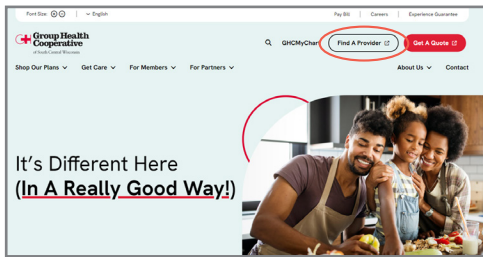 Font Size:
English
Pay Bill
Careers
Experience Guarantee
Group Health
Cooperative
of South Central Wisconsin
GHCMyChart
Find A Provider
Get A Quote
Shop Our Plans
Get Care
For Members
For Partners
About Us
Contact
It's Different Here
(In A Really Good Way!)